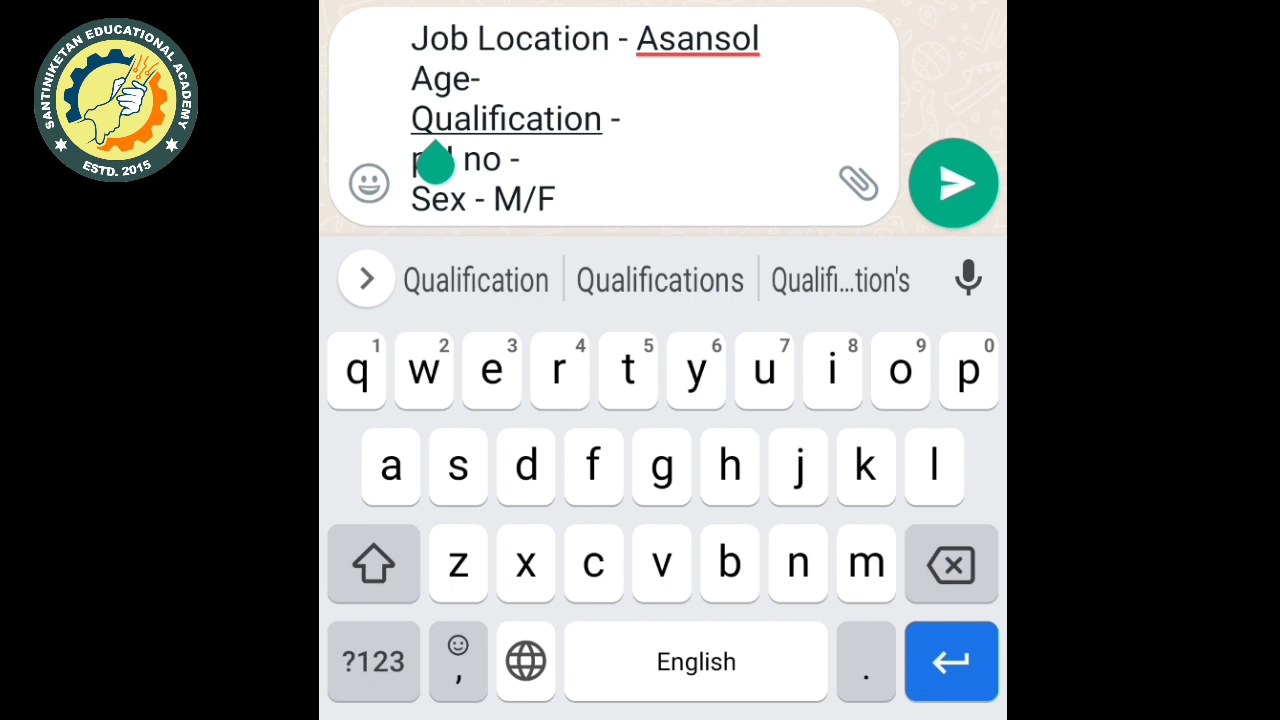 SANTINIKETAN EDUCATIONAL ACADEMY
ESTD. 2015
Job Location - Asansol
Age-
Qualification -
no -
Sex - M/F
Qualification Qualifications Qualifi...tion's
q 1 w 2 e 3 r 4 t 5 y 6 u 7 i 8 o 9 p 0
a s d f g h j k l
z x c v b n m
?123 , English .